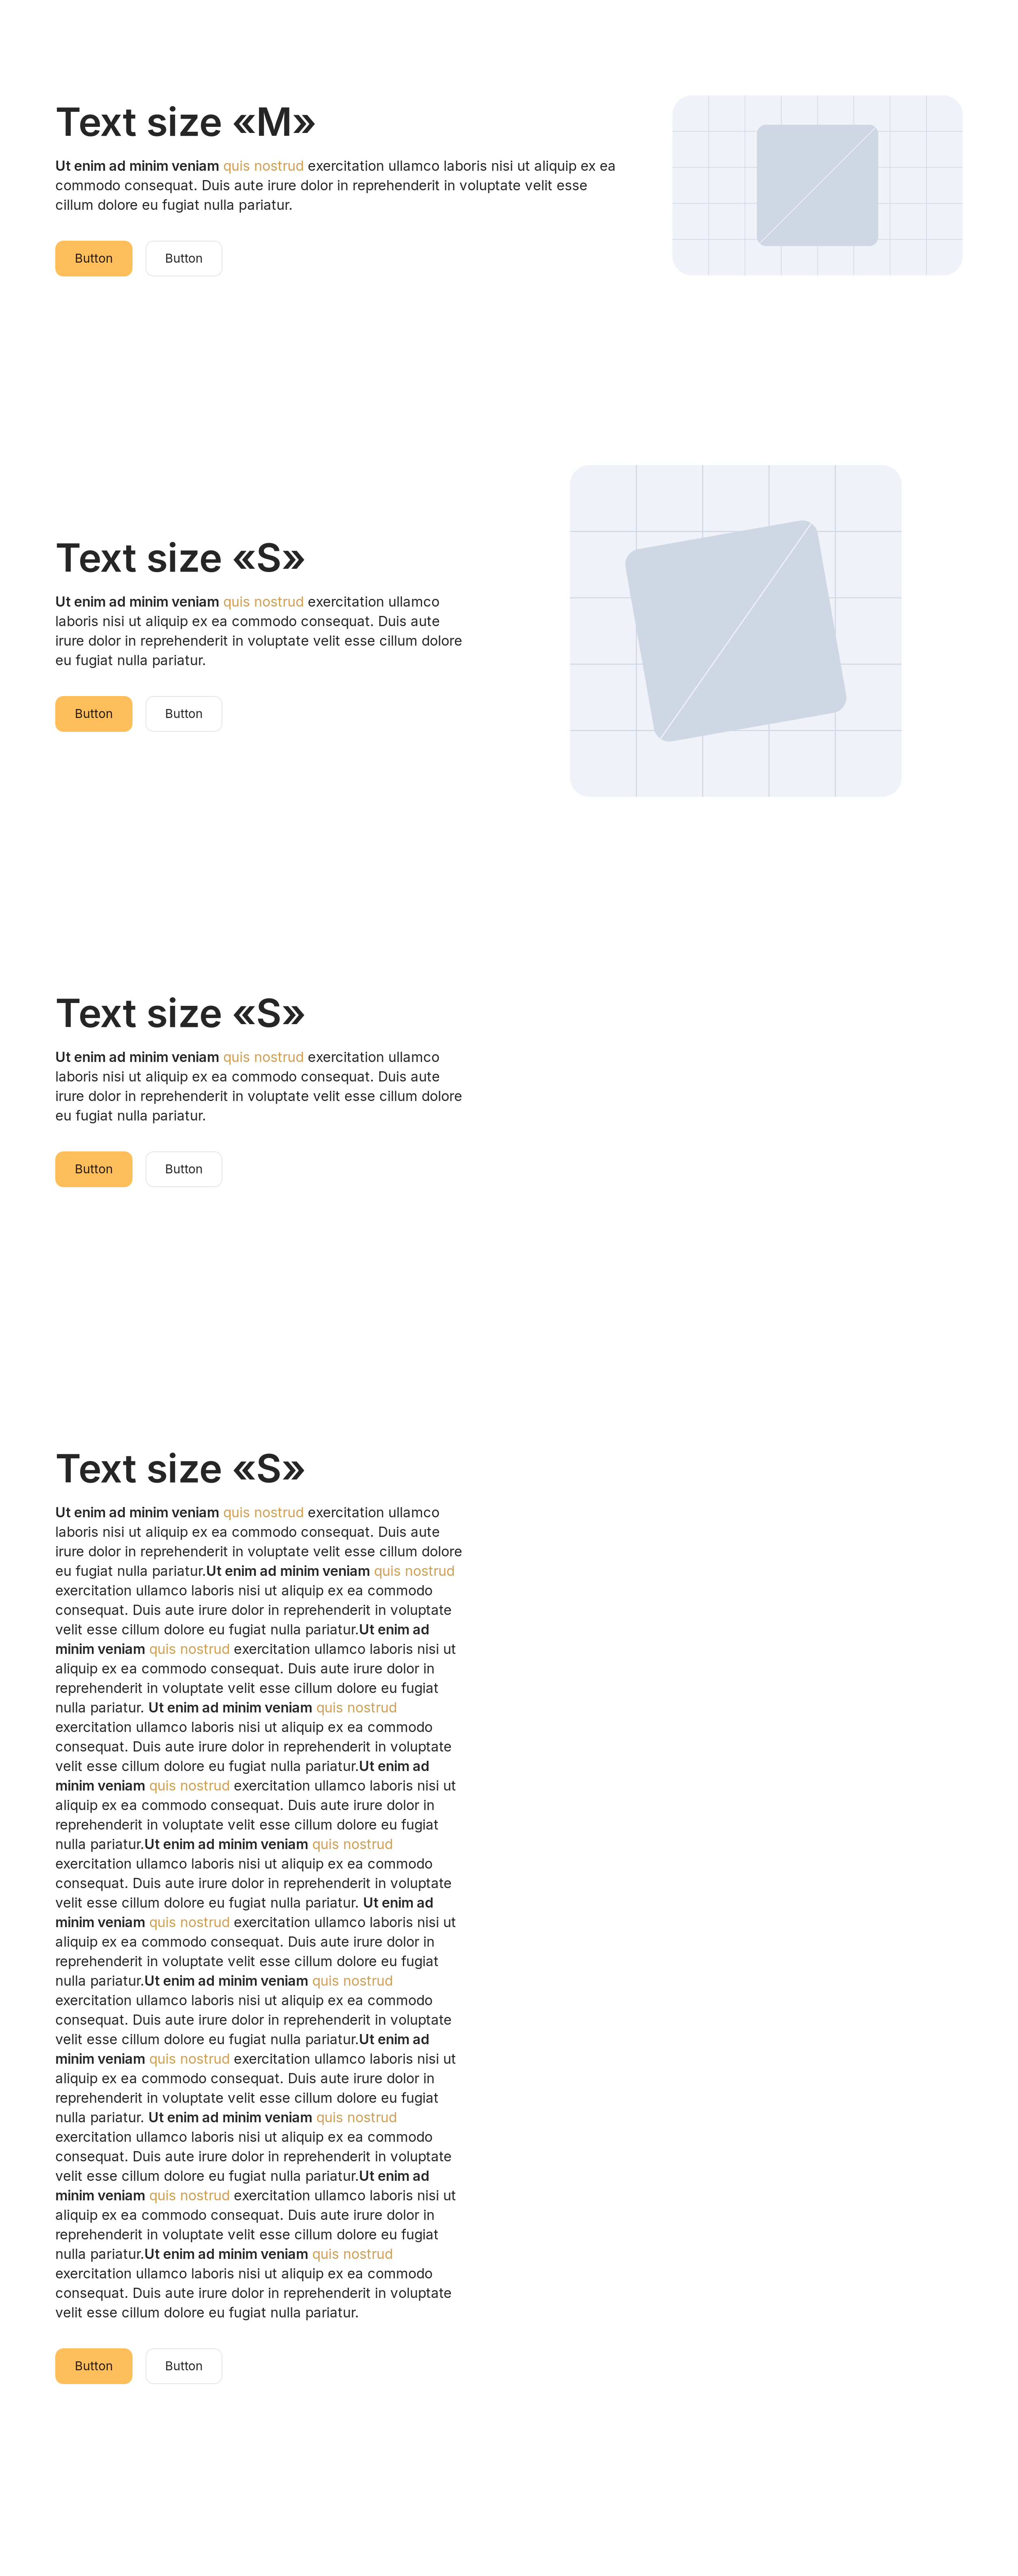 Text size «M»
Ut enim ad minim veniam quis nostrud exercitation ullamco laboris nisi ut aliquip ex ea
commodo consequat. Duis aute irure dolor in reprehenderit in voluptate velit esse
cillum dolore eu fugiat nulla pariatur.
Button Button
Text size «S»
Ut enim ad minim veniam quis nostrud exercitation ullamco
laboris nisi ut aliquip ex ea commodo consequat. Duis aute
irure dolor in reprehenderit in voluptate velit esse cillum dolore
eu fugiat nulla pariatur.
Button Button
Text size «S»
Ut enim ad minim veniam quis nostrud exercitation ullamco
laboris nisi ut aliquip ex ea commodo consequat. Duis aute
irure dolor in reprehenderit in voluptate velit esse cillum dolore
eu fugiat nulla pariatur.
Button Button
Text size «S»
Ut enim ad minim veniam quis nostrud exercitation ullamco
laboris nisi ut aliquip ex ea commodo consequat. Duis aute
irure dolor in reprehenderit in voluptate velit esse cillum dolore
eu fugiat nulla pariatur.Ut enim ad minim veniam quis nostrud
exercitation ullamco laboris nisi ut aliquip ex ea commodo
consequat. Duis aute irure dolor in reprehenderit in voluptate
velit esse cillum dolore eu fugiat nulla pariatur.Ut enim ad
minim veniam quis nostrud exercitation ullamco laboris nisi ut
aliquip ex ea commodo consequat. Duis aute irure dolor in
reprehenderit in voluptate velit esse cillum dolore eu fugiat
nulla pariatur. Ut enim ad minim veniam quis nostrud
exercitation ullamco laboris nisi ut aliquip ex ea commodo
consequat. Duis aute irure dolor in reprehenderit in voluptate
velit esse cillum dolore eu fugiat nulla pariatur.Ut enim ad
minim veniam quis nostrud exercitation ullamco laboris nisi ut
aliquip ex ea commodo consequat. Duis aute irure dolor in
reprehenderit in voluptate velit esse cillum dolore eu fugiat
nulla pariatur.Ut enim ad minim veniam quis nostrud
exercitation ullamco laboris nisi ut aliquip ex ea commodo
consequat. Duis aute irure dolor in reprehenderit in voluptate
velit esse cillum dolore eu fugiat nulla pariatur. Ut enim ad
minim veniam quis nostrud exercitation ullamco laboris nisi ut
aliquip ex ea commodo consequat. Duis aute irure dolor in
reprehenderit in voluptate velit esse cillum dolore eu fugiat
nulla pariatur.Ut enim ad minim veniam quis nostrud
exercitation ullamco laboris nisi ut aliquip ex ea commodo
consequat. Duis aute irure dolor in reprehenderit in voluptate
velit esse cillum dolore eu fugiat nulla pariatur.Ut enim ad
minim veniam quis nostrud exercitation ullamco laboris nisi ut
aliquip ex ea commodo consequat. Duis aute irure dolor in
reprehenderit in voluptate velit esse cillum dolore eu fugiat
nulla pariatur. Ut enim ad minim veniam quis nostrud
exercitation ullamco laboris nisi ut aliquip ex ea commodo
consequat. Duis aute irure dolor in reprehenderit in voluptate
velit esse cillum dolore eu fugiat nulla pariatur.Ut enim ad
minim veniam quis nostrud exercitation ullamco laboris nisi ut
aliquip ex ea commodo consequat. Duis aute irure dolor in
reprehenderit in voluptate velit esse cillum dolore eu fugiat
nulla pariatur.Ut enim ad minim veniam quis nostrud
exercitation ullamco laboris nisi ut aliquip ex ea commodo
consequat. Duis aute irure dolor in reprehenderit in voluptate
velit esse cillum dolore eu fugiat nulla pariatur.
Button Button